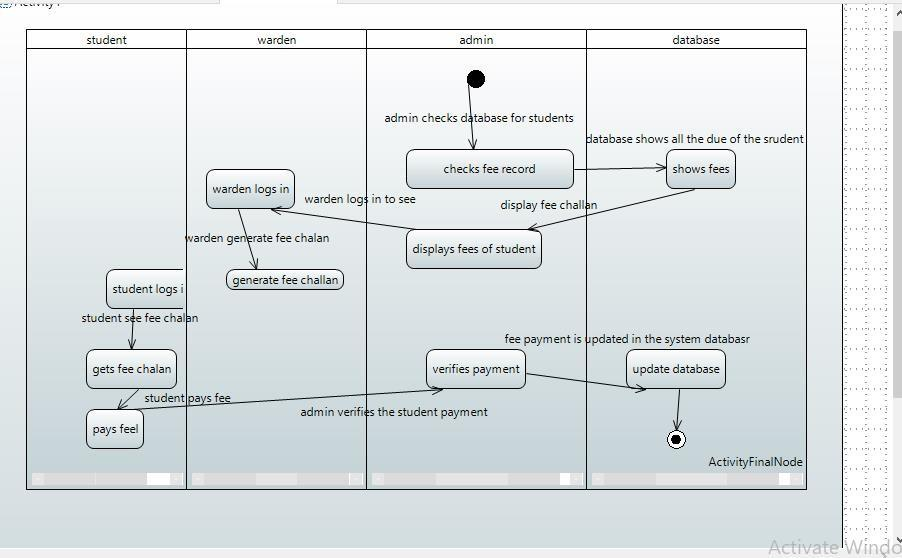 student
warden
admin
database
admin checks database for students
database shows all the due of the srudent
checks fee record
shows fees
warden logs in
warden logs in to see
display fee challan
warden generate fee chalan
displays fees of student
generate fee challan
student logs i
student see fee chalan
fee payment is updated in the system databasr
gets fee chalan
verifies payment
update database
student pays fee
admin verifies the student payment
pays feel
ActivityFinalNode
Activate Windo